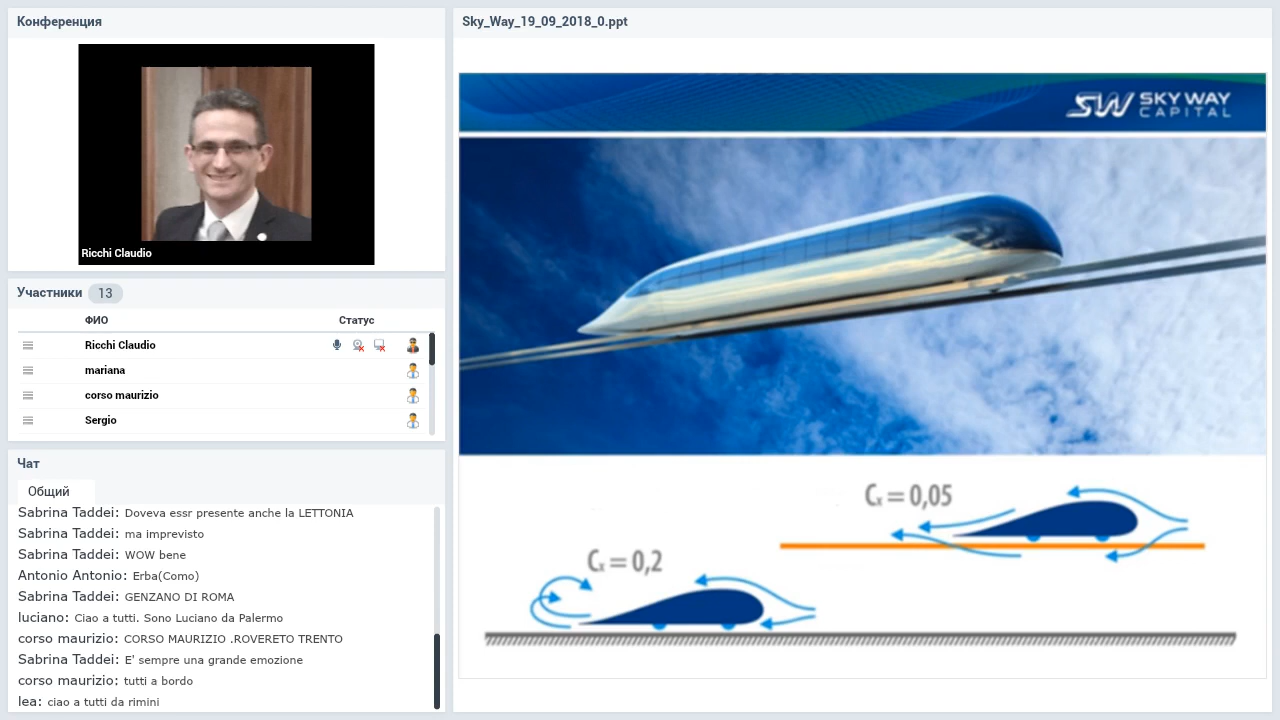 Конференция
Ricchi Claudio
Участники 13
ФИО Статус
Ricchi Claudio
mariana
corso maurizio
Sergio
Чат
Общий
Sabrina Taddei: Doveva essr presente anche la LETTONIA
Sabrina Taddei: ma imprevisto
Sabrina Taddei: WOW bene
Antonio Antonio: Erba(Como)
Sabrina Taddei: GENZANO DI ROMA
luciano: Ciao a tutti. Sono Luciano da Palermo
corso maurizio: CORSO MAURIZIO .ROVERETO TRENTO
Sabrina Taddei: E' sempre una grande emozione
corso maurizio: tutti a bordo
lea: ciao a tutti da rimini
Sky_Way_19_09_2018_0.ppt
SW SKY WAY
CAPITAL
Cₓ = 0,05
Cₓ = 0,2